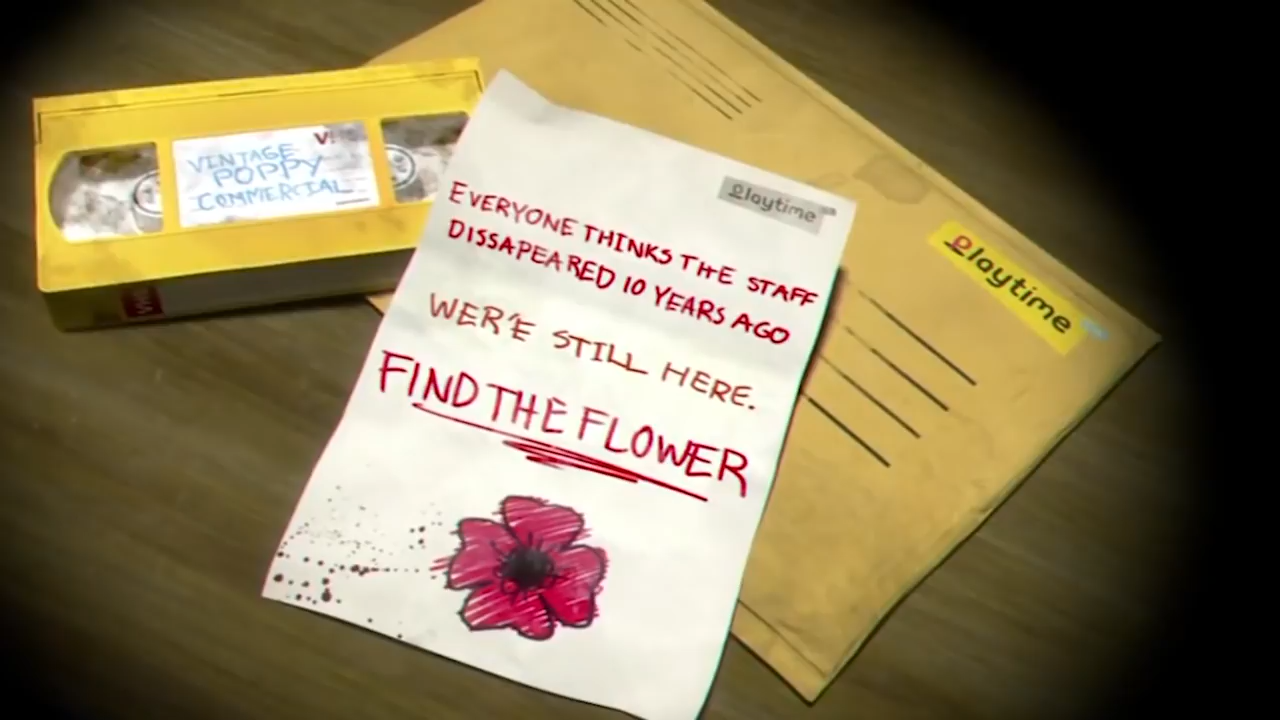 VINTAGE
POPPY
COMMERCIAL
Playtime
EVERYONE THINKS THE STAFF
DISSAPEARED 10 YEARS AGO
WER'E STILL HERE.
FIND THE FLOWER
Playtime